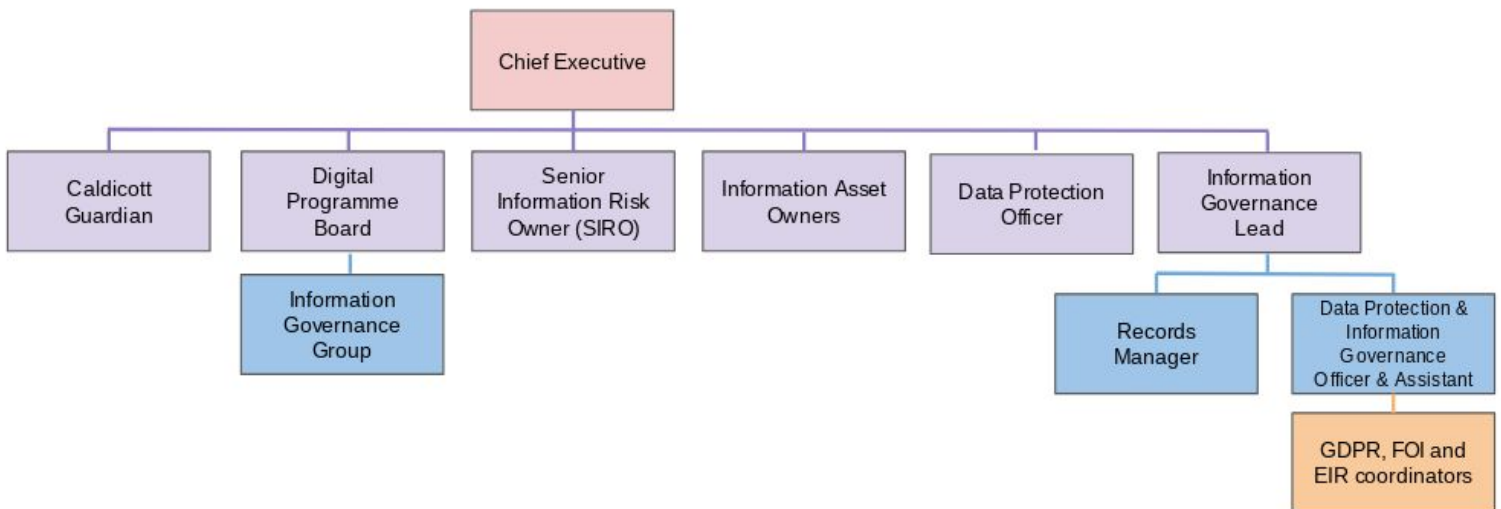 Chief Executive
Caldicott
Guardian
Digital
Programme
Board
Senior
Information Risk
Owner (SIRO)
Information Asset
Owners
Data Protection
Officer
Information
Governance
Lead
Information
Governance
Group
Records
Manager
Data Protection &
Information
Governance
Officer & Assistant
GDPR, FOI and
EIR coordinators